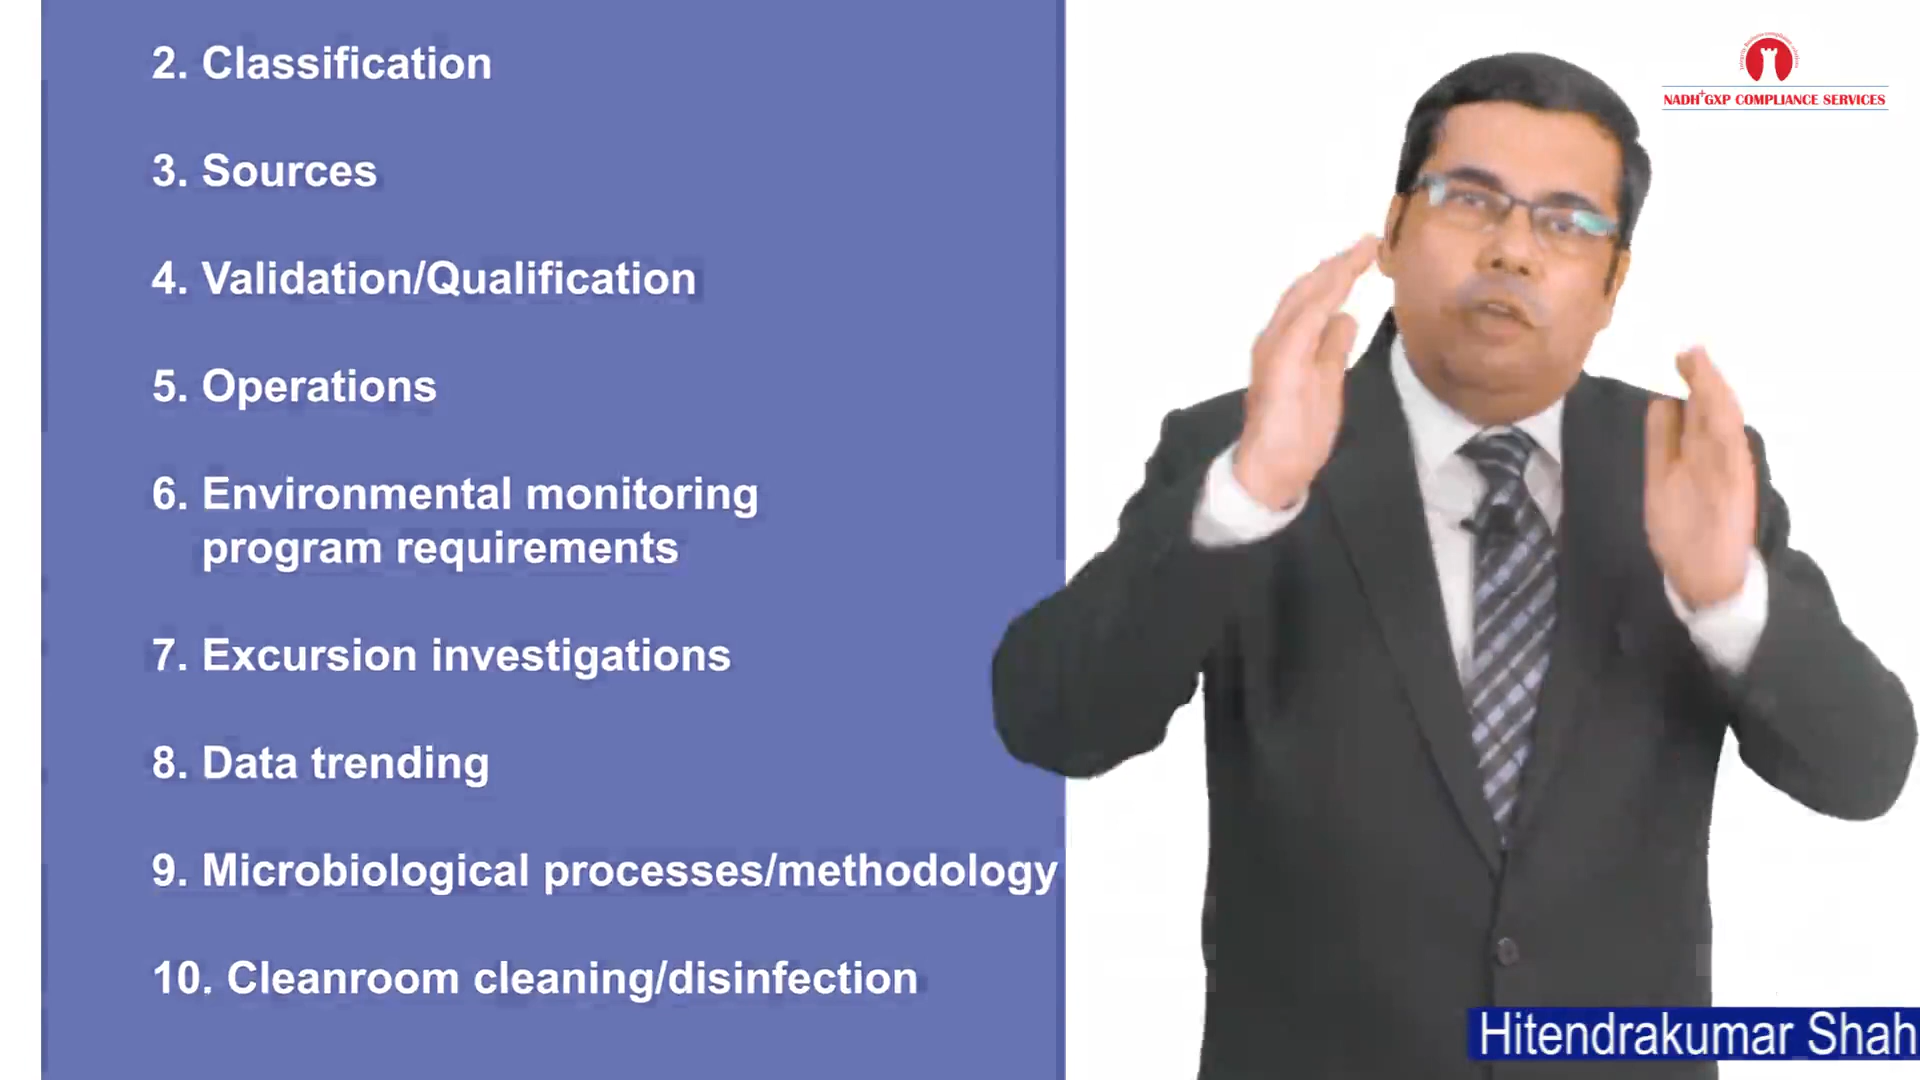 2. Classification
3. Sources
4. Validation/Qualification
5. Operations
6. Environmental monitoring
program requirements
7. Excursion investigations
8. Data trending
9. Microbiological processes/methodology
10. Cleanroom cleaning/disinfection
NADH+GXP COMPLIANCE SERVICES
Hitendrakumar Shah